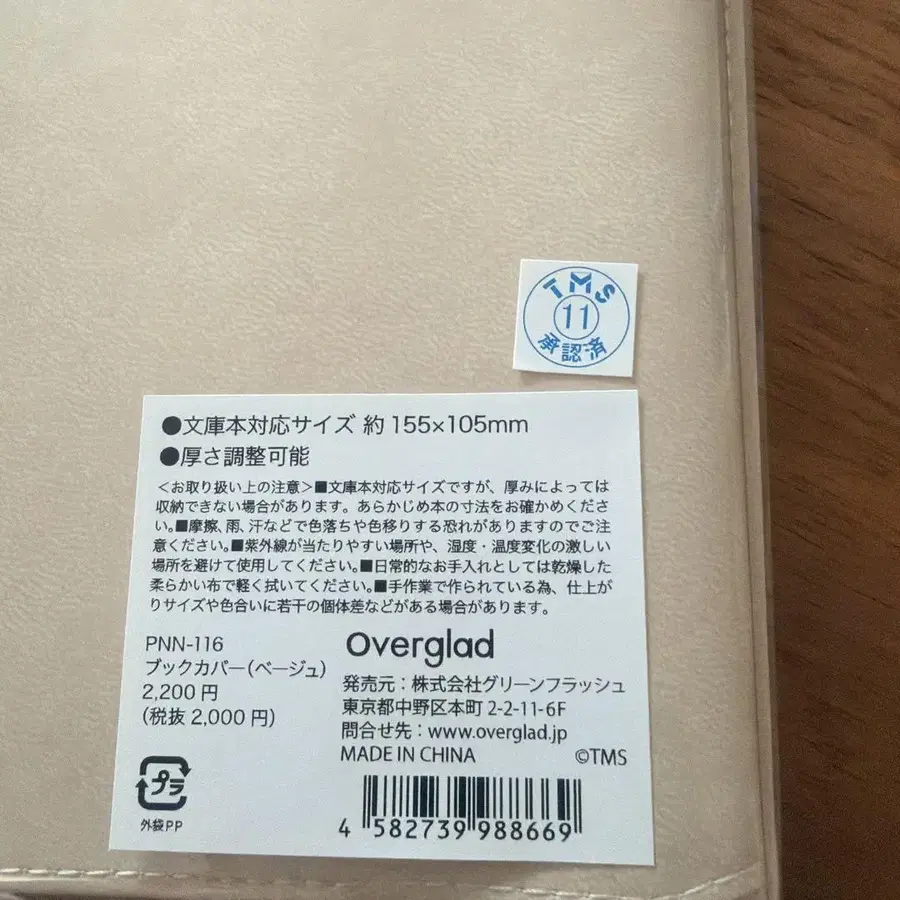 TMS
11
承認済
●文庫本対応サイズ 約155×105mm
●厚さ調整可能
＜お取り扱い上の注意＞■文庫本対応サイズですが、厚みによっては
収納できない場合があります。あらかじめ本の寸法をお確かめくださ
い。■摩擦、雨、汗などで色落ちや色移りする恐れがありますのでご注
意ください。■紫外線が当たりやすい場所や、湿度・温度変化の激しい
場所を避けて使用してください。■日常的なお手入れとしては乾燥した
柔らかい布で軽く拭いてください。■手作業で作られている為、仕上が
りサイズや色合いに若干の個体差などがある場合があります。
PNN-116
ブックカバー(ベージュ)
2,200円
(税抜2,000円)
プラ
外袋PP
Overglad
発売元：株式会社グリーンフラッシュ
東京都中野区本町2-2-11-6F
問合せ先：www.overglad.jp
MADE IN CHINA ©TMS
4 582739 988669